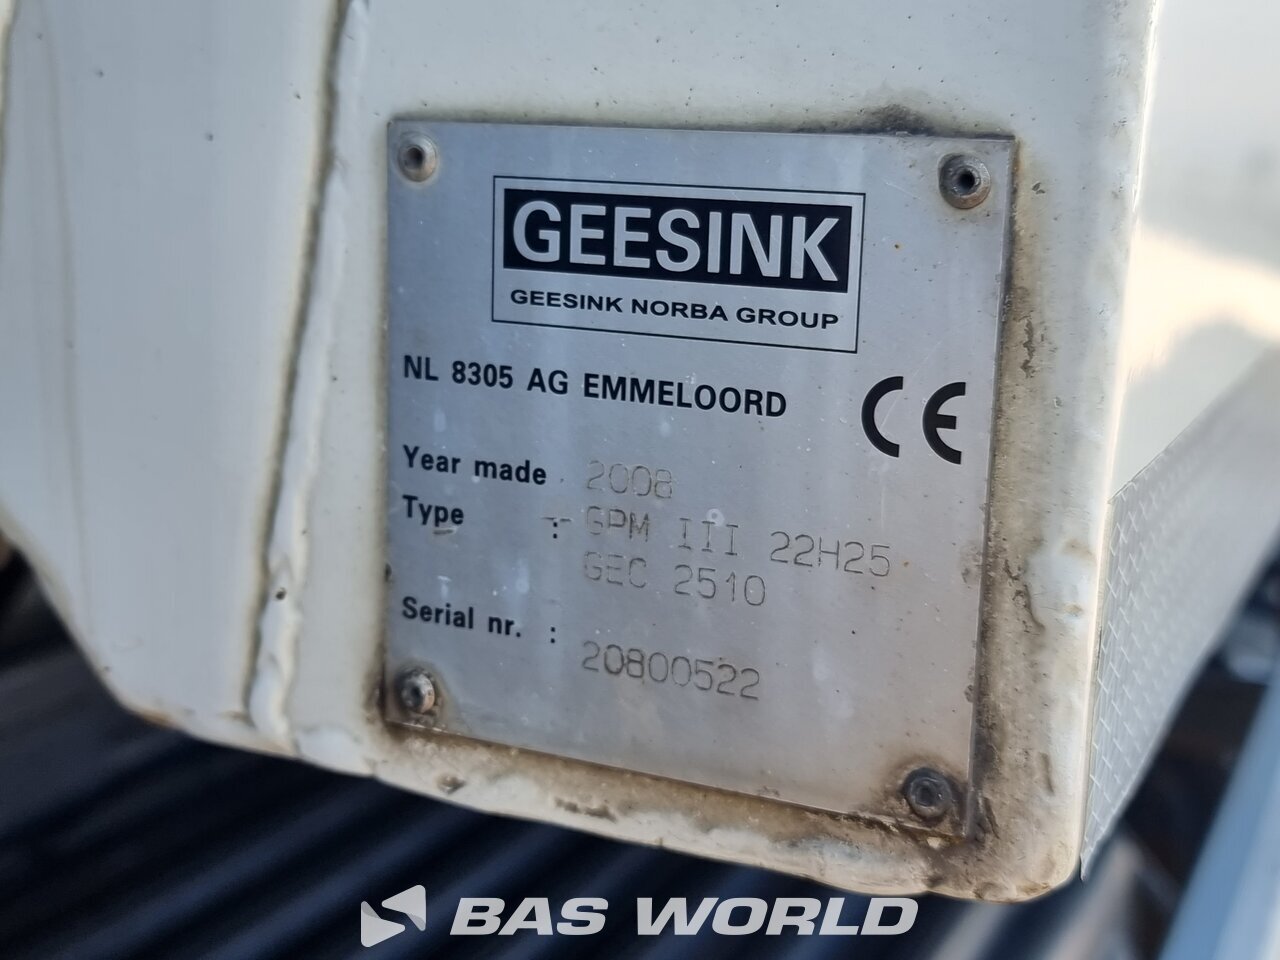 GEESINK
GEESINK NORBA GROUP
NL 8305 AG EMMELOORD
CE
Year made 2008
Type : GPM III 22H25
GEC 2510
Serial nr. : 20800522
BAS WORLD